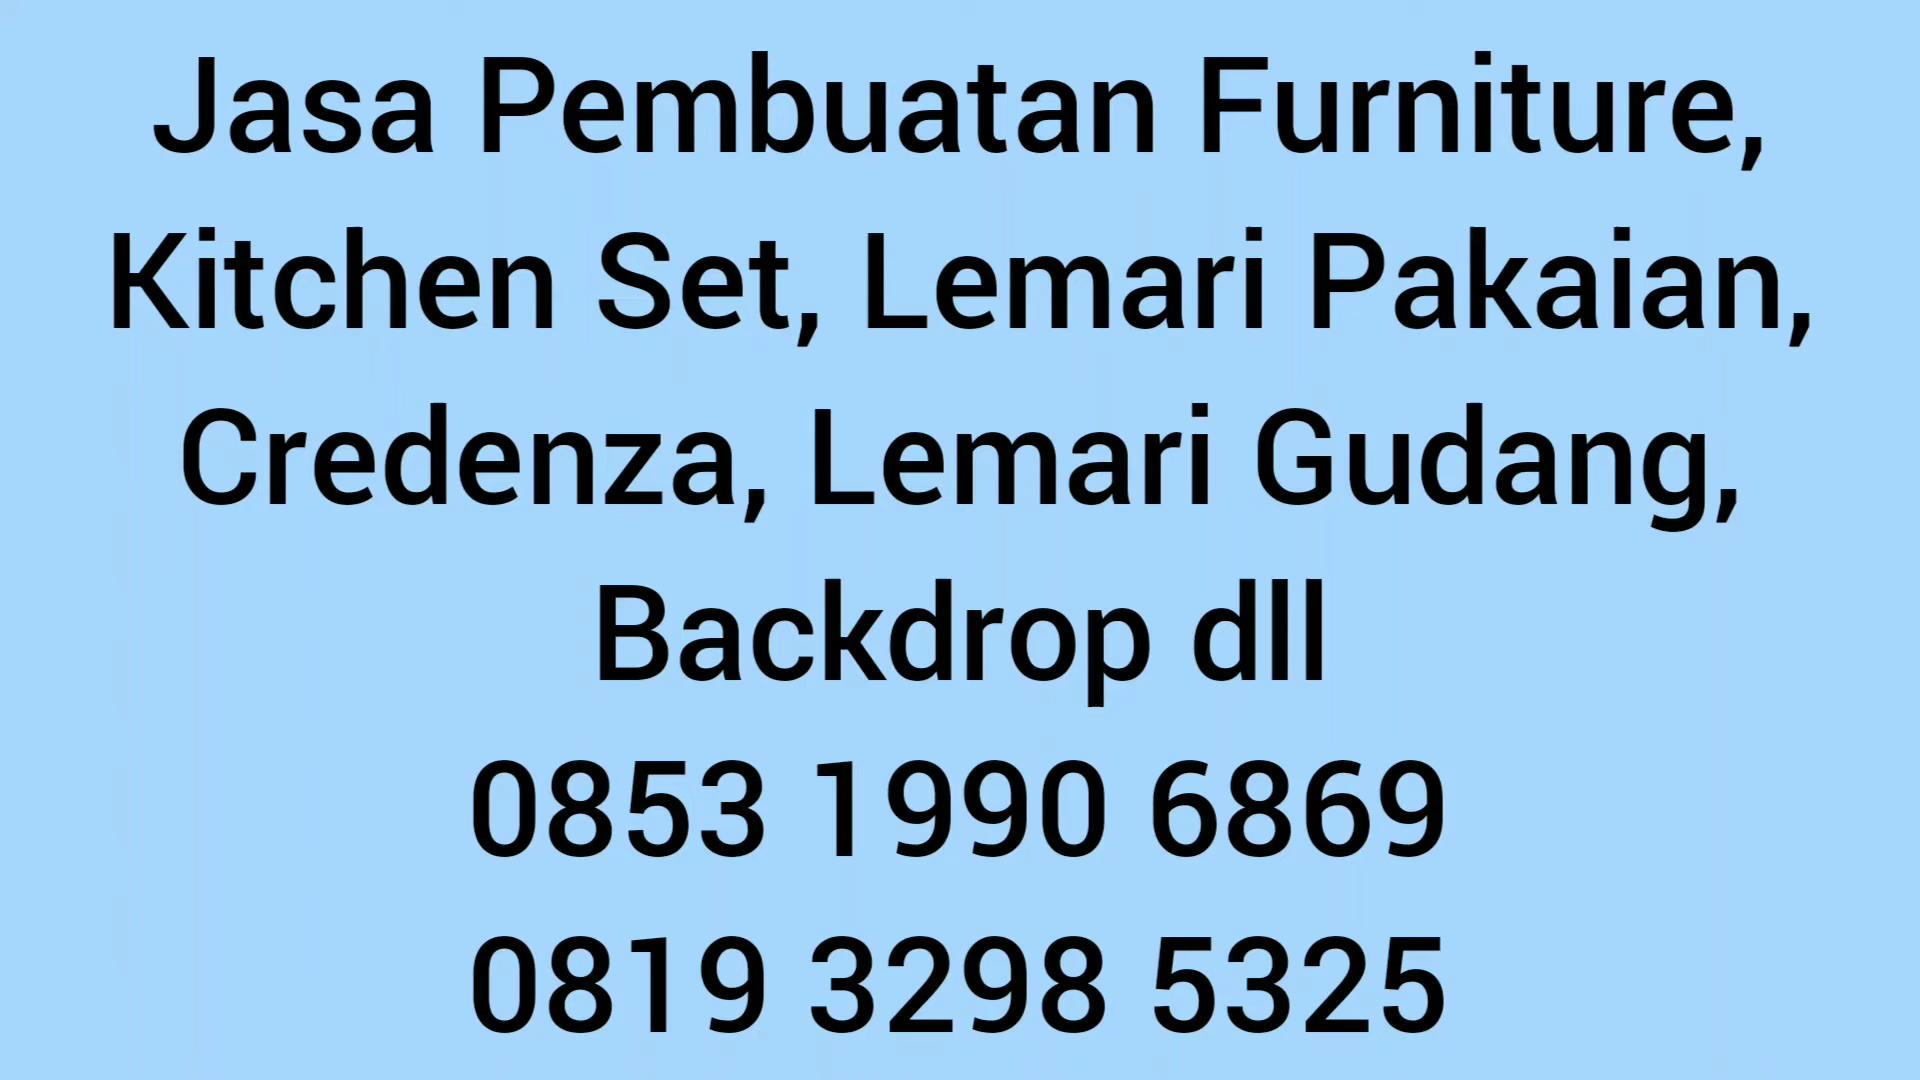 Jasa Pembuatan Furniture,
Kitchen Set, Lemari Pakaian,
Credenza, Lemari Gudang,
Backdrop dll
0853 1990 6869
0819 3298 5325